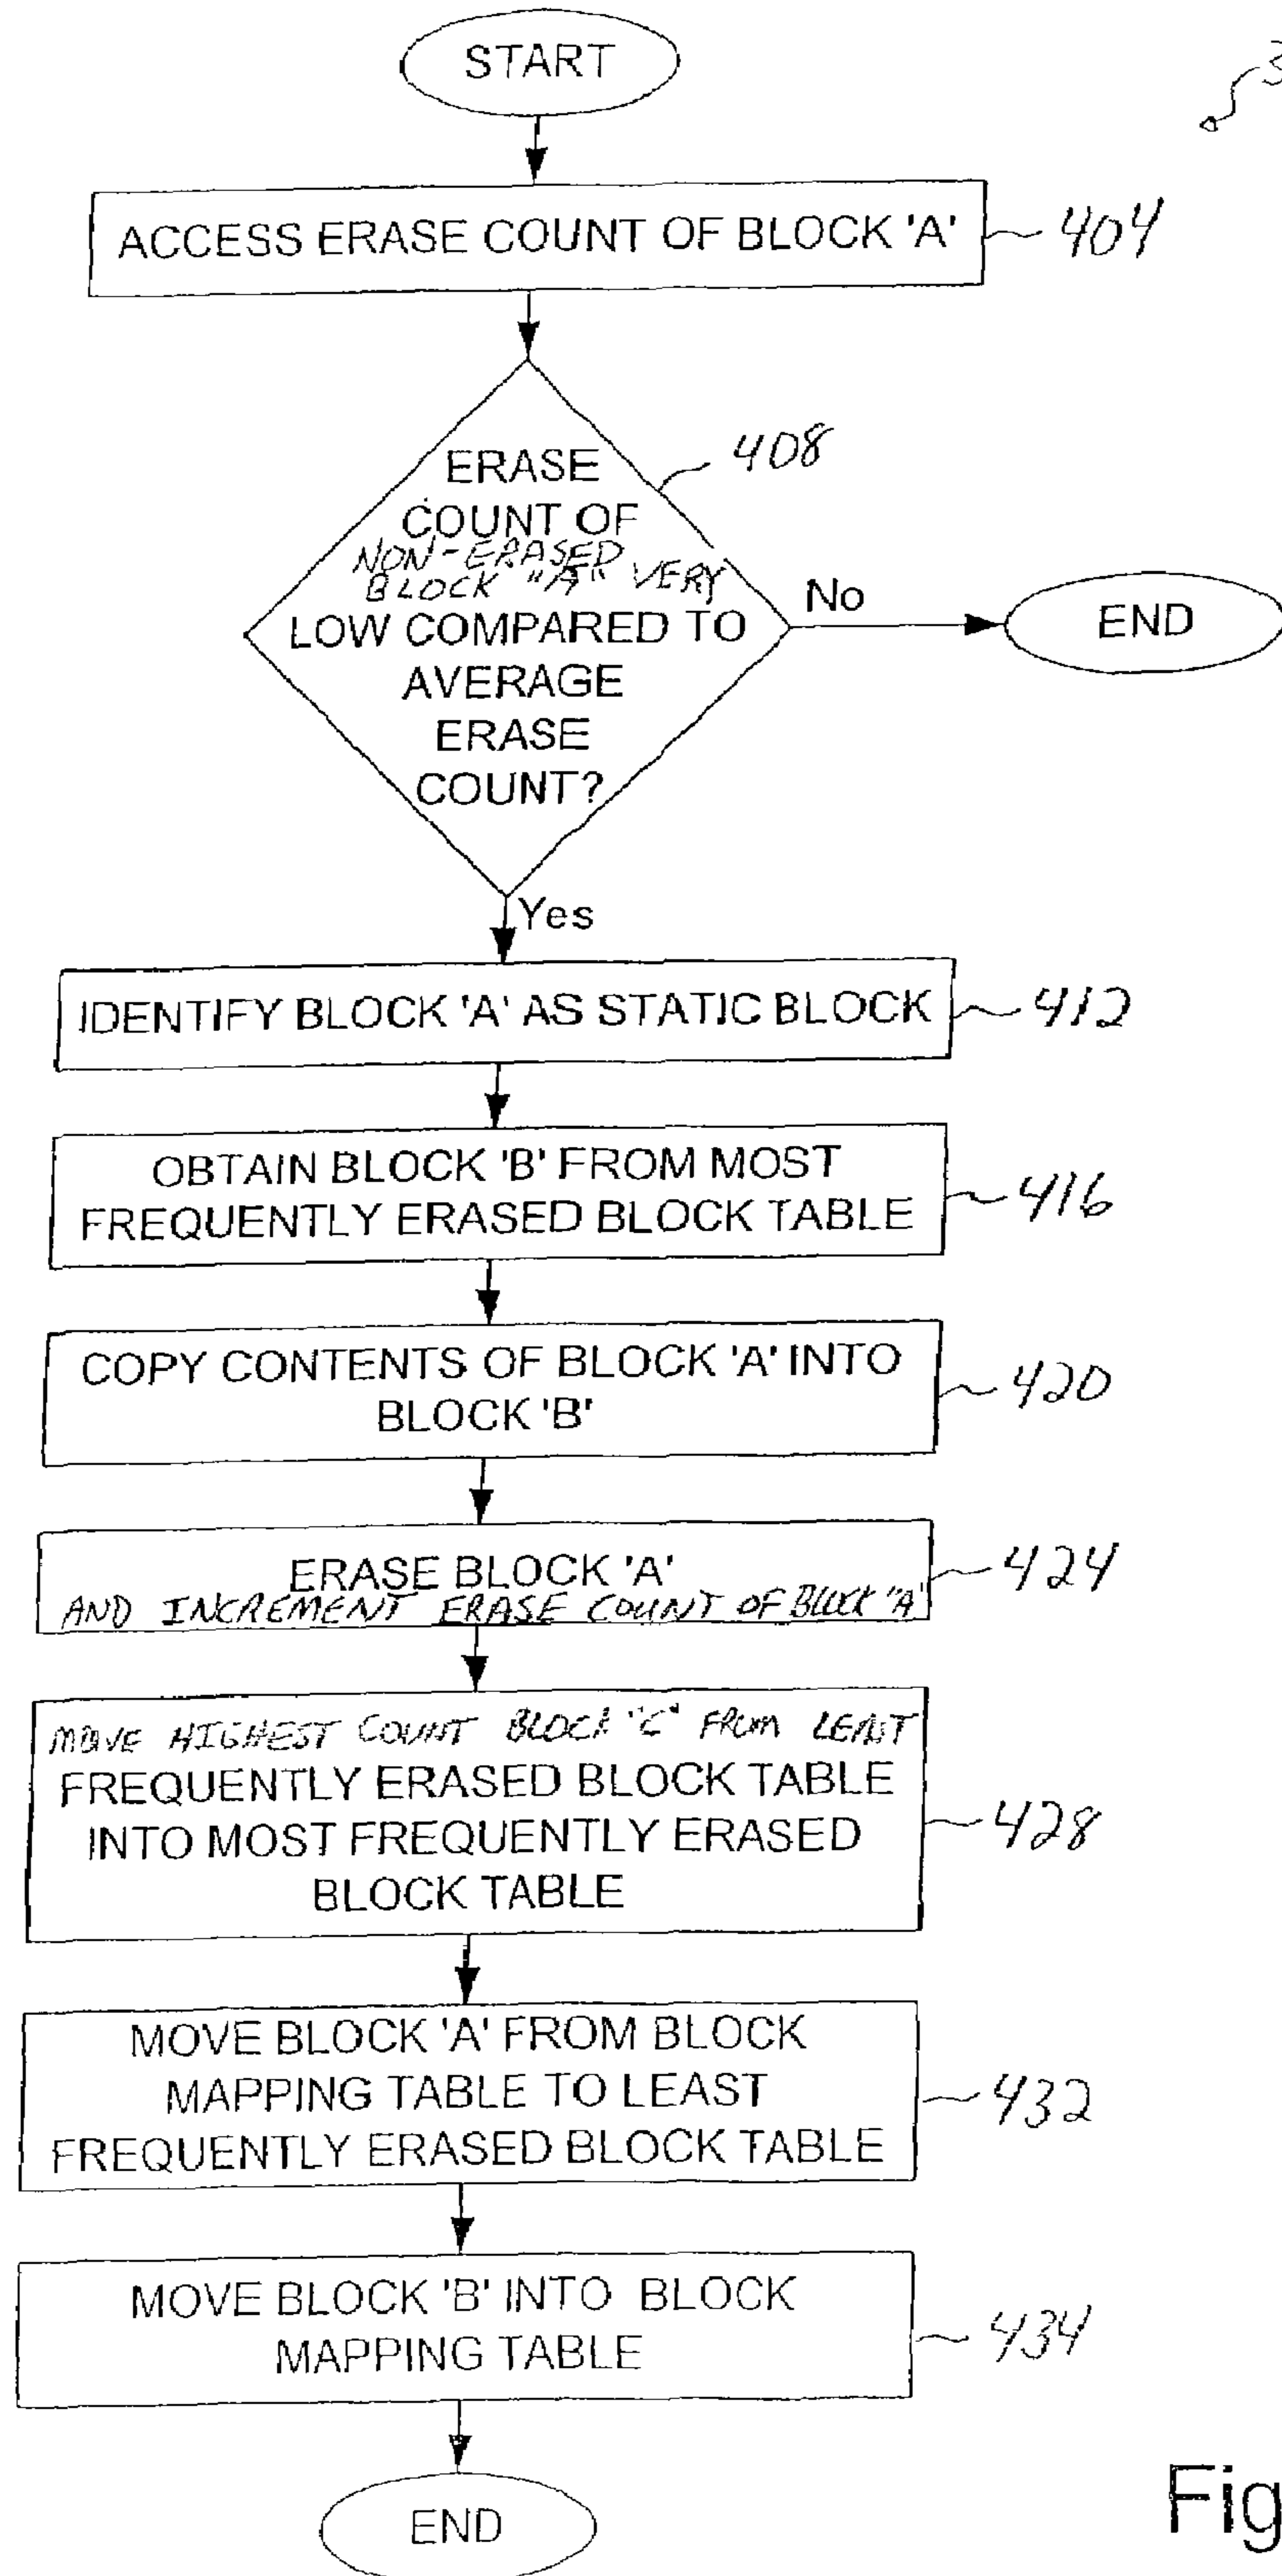 START
3
ACCESS ERASE COUNT OF BLOCK 'A'
404
408
ERASE
COUNT OF
NON-ERASED
BLOCK "A" VERY
LOW COMPARED TO
AVERAGE
ERASE
COUNT?
No
END
Yes
IDENTIFY BLOCK 'A' AS STATIC BLOCK
412
OBTAIN BLOCK 'B' FROM MOST
FREQUENTLY ERASED BLOCK TABLE
416
COPY CONTENTS OF BLOCK 'A' INTO
BLOCK 'B'
420
ERASE BLOCK 'A'
AND INCREMENT ERASE COUNT OF BLOCK "A"
424
MOVE HIGHEST COUNT BLOCK "C" FROM LEAST
FREQUENTLY ERASED BLOCK TABLE
INTO MOST FREQUENTLY ERASED
BLOCK TABLE
428
MOVE BLOCK 'A' FROM BLOCK
MAPPING TABLE TO LEAST
FREQUENTLY ERASED BLOCK TABLE
432
MOVE BLOCK 'B' INTO BLOCK
MAPPING TABLE
434
END
Fig